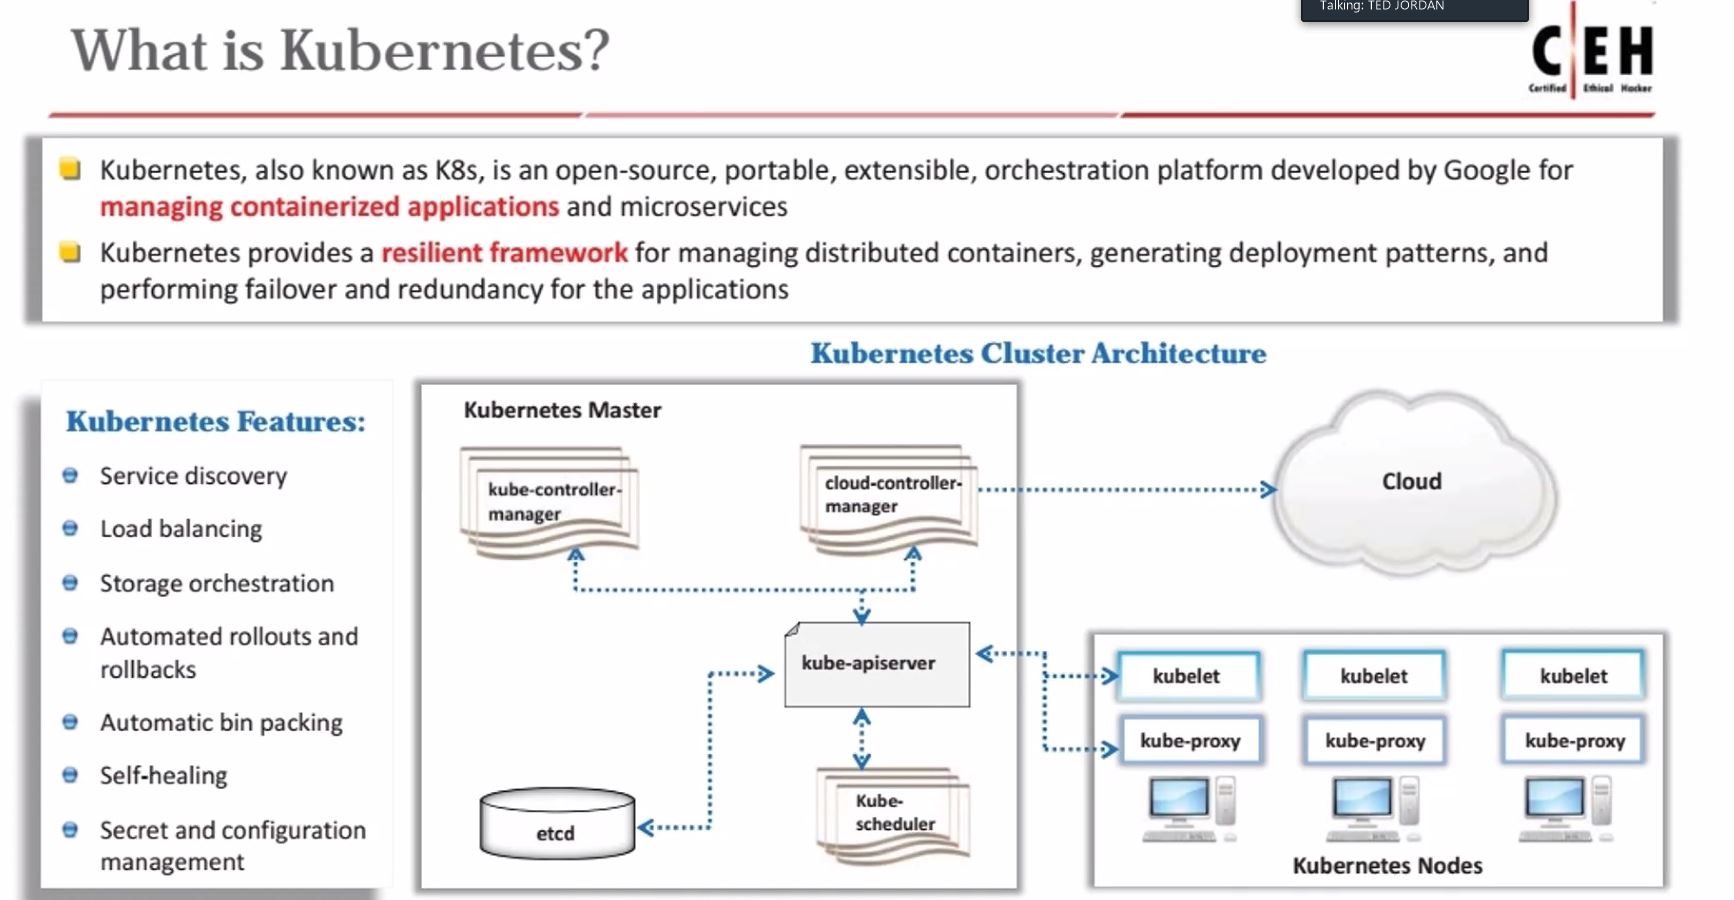 Talking: TED JORDAN
What is Kubernetes?
C|EH
Certified Ethical Hacker
Kubernetes, also known as K8s, is an open-source, portable, extensible, orchestration platform developed by Google for
managing containerized applications and microservices
Kubernetes provides a resilient framework for managing distributed containers, generating deployment patterns, and
performing failover and redundancy for the applications
Kubernetes Cluster Architecture
Kubernetes Features:
Service discovery
Load balancing
Storage orchestration
Automated rollouts and
rollbacks
Automatic bin packing
Self-healing
Secret and configuration
management
Kubernetes Master
kube-controller-
manager
cloud-controller-
manager
Cloud
kube-apiserver
etcd
Kube-
scheduler
kubelet kubelet kubelet
kube-proxy kube-proxy kube-proxy
Kubernetes Nodes